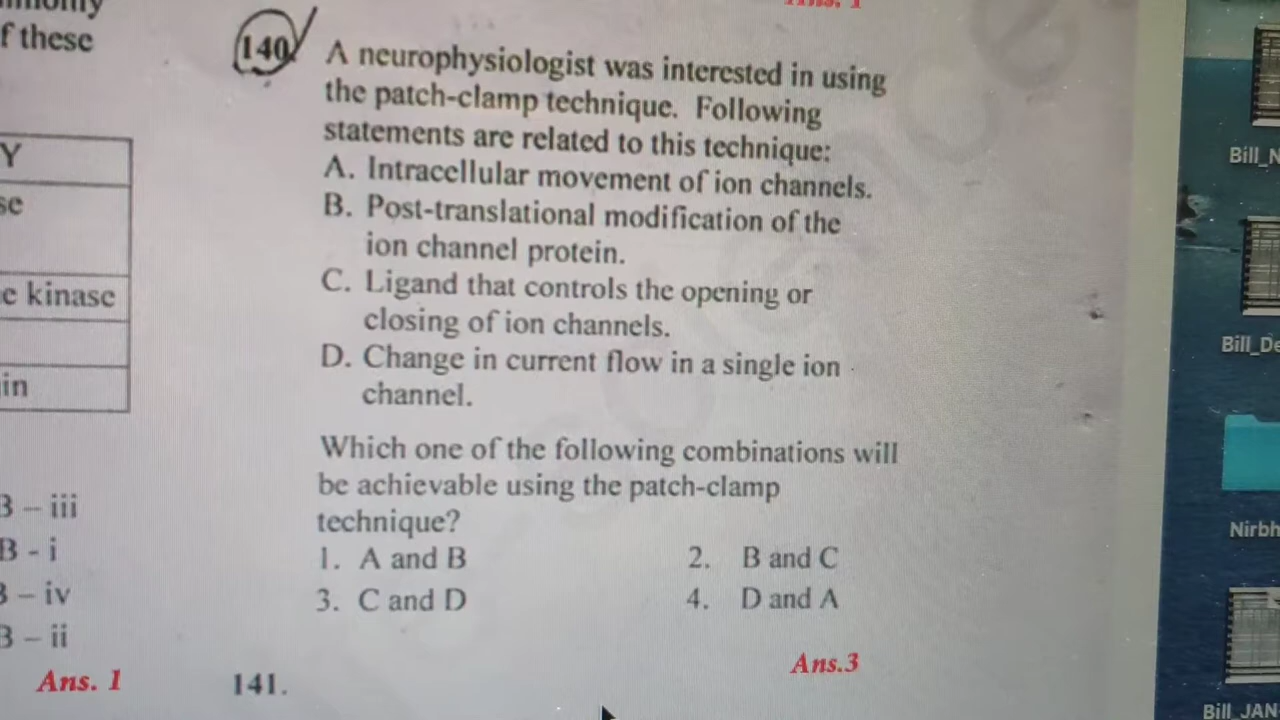 f these
Y
se
e kinase
in
B – iii
B - i
B – iv
B – ii
Ans. 1
Ans. 1
140.
A neurophysiologist was interested in using
the patch-clamp technique. Following
statements are related to this technique:
A. Intracellular movement of ion channels.
B. Post-translational modification of the
ion channel protein.
C. Ligand that controls the opening or
closing of ion channels.
D. Change in current flow in a single ion
channel.
Which one of the following combinations will
be achievable using the patch-clamp
technique?
1. A and B 2. B and C
3. C and D 4. D and A
Ans.3
141.
Bill_N
Bill_De
Nirbh
Bill_JAN